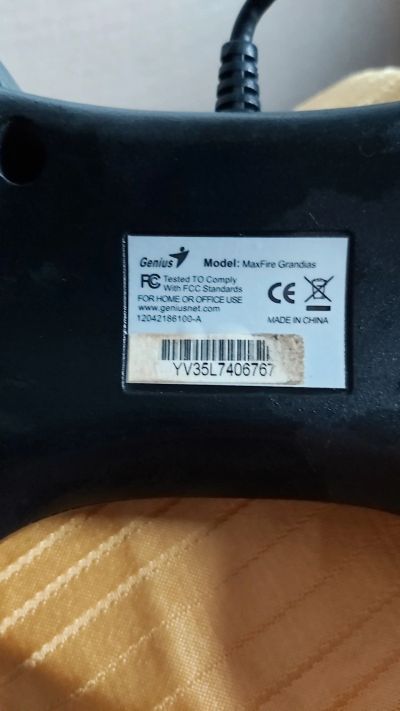 Genius Model: MaxFire Grandias
FC Tested TO Comply
With FCC Standards
FOR HOME OR OFFICE USE
www.geniusnet.com
12042186100-A
CE
MADE IN CHINA
YV35L7406767